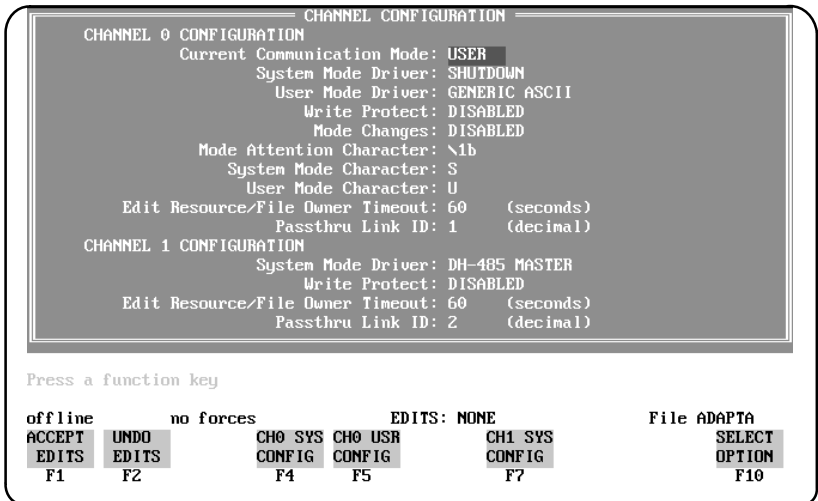 CHANNEL CONFIGURATION
CHANNEL 0 CONFIGURATION
Current Communication Mode: USER
System Mode Driver: SHUTDOWN
User Mode Driver: GENERIC ASCII
Write Protect: DISABLED
Mode Changes: DISABLED
Mode Attention Character: \1b
System Mode Character: S
User Mode Character: U
Edit Resource/File Owner Timeout: 60 (seconds)
Passthru Link ID: 1 (decimal)
CHANNEL 1 CONFIGURATION
System Mode Driver: DH-485 MASTER
Write Protect: DISABLED
Edit Resource/File Owner Timeout: 60 (seconds)
Passthru Link ID: 2 (decimal)
Press a function key
offline no forces EDITS: NONE File ADAPTA
ACCEPT UNDO CH0 SYS CH0 USR CH1 SYS SELECT
EDITS EDITS CONFIG CONFIG CONFIG OPTION
F1 F2 F4 F5 F7 F10